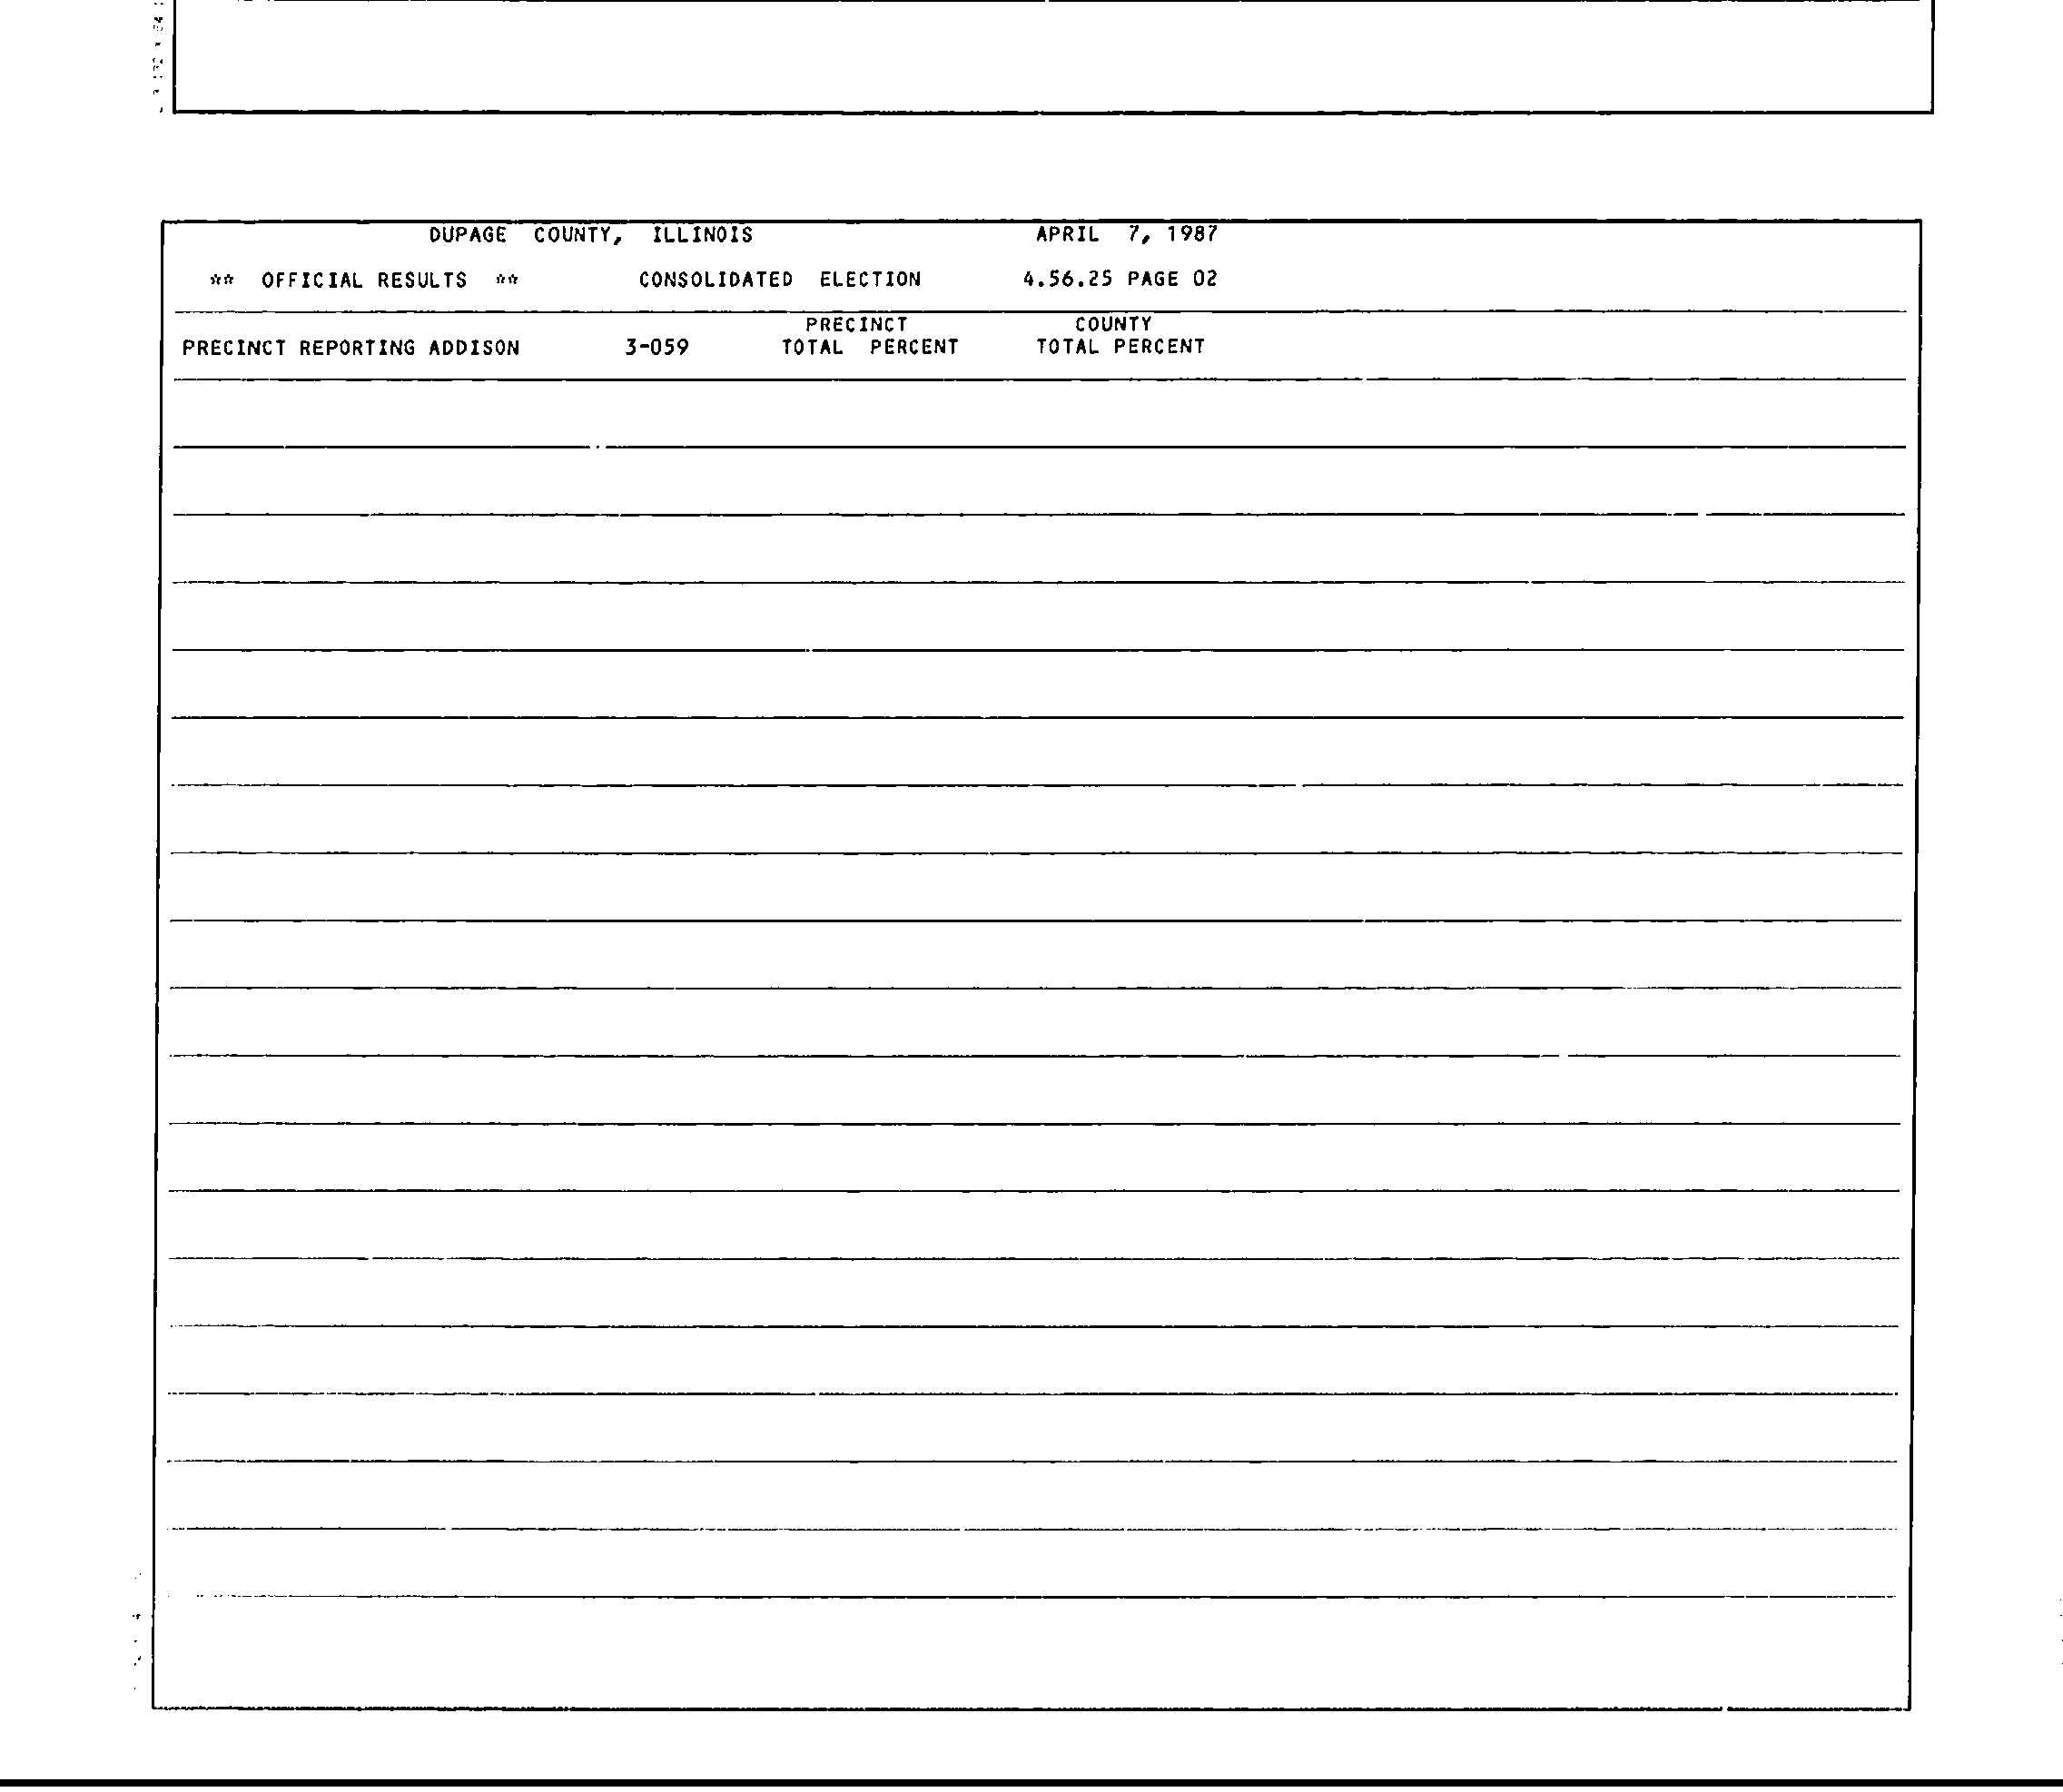 DUPAGE COUNTY, ILLINOIS APRIL 7, 1987
** OFFICIAL RESULTS ** CONSOLIDATED ELECTION 4.56.25 PAGE 02
PRECINCT COUNTY
PRECINCT REPORTING ADDISON 3-059 TOTAL PERCENT TOTAL PERCENT